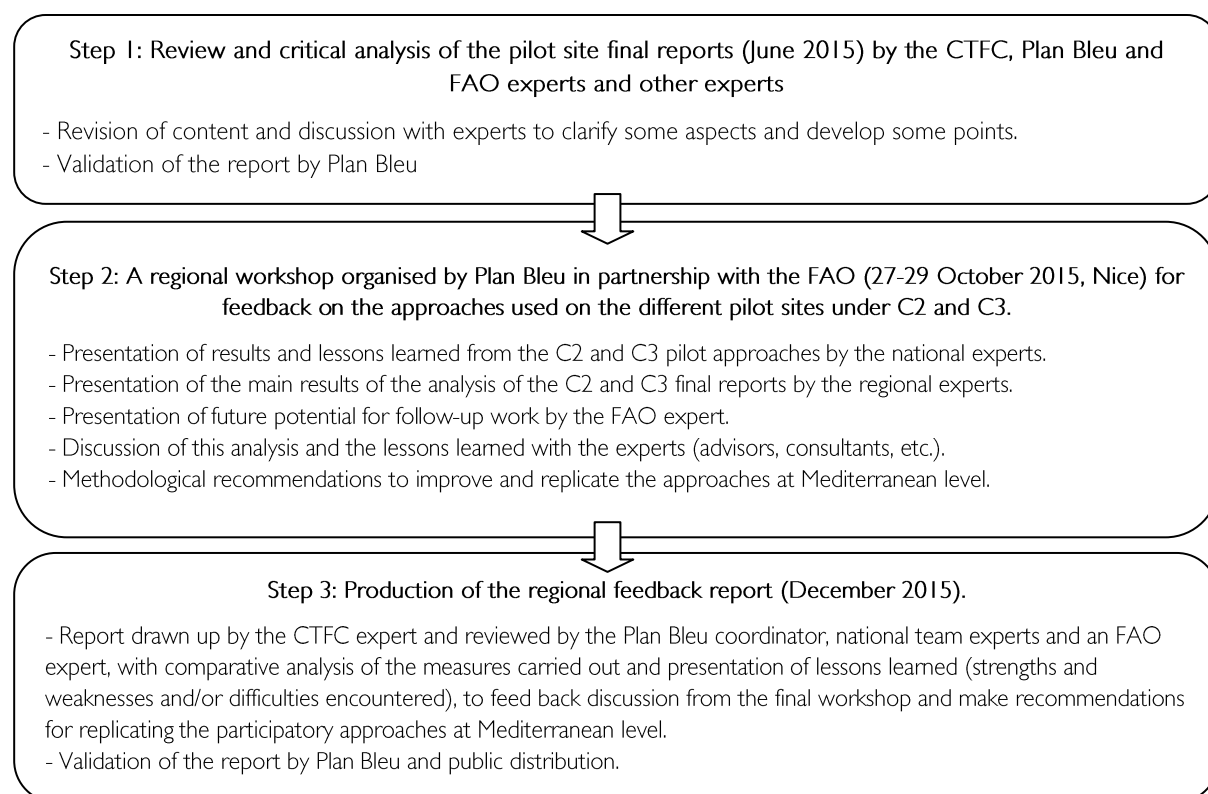 Step 1: Review and critical analysis of the pilot site final reports (June 2015) by the CTFC, Plan Bleu and
FAO experts and other experts
- Revision of content and discussion with experts to clarify some aspects and develop some points.
- Validation of the report by Plan Bleu
Step 2: A regional workshop organised by Plan Bleu in partnership with the FAO (27-29 October 2015, Nice) for
feedback on the approaches used on the different pilot sites under C2 and C3.
- Presentation of results and lessons learned from the C2 and C3 pilot approaches by the national experts.
- Presentation of the main results of the analysis of the C2 and C3 final reports by the regional experts.
- Presentation of future potential for follow-up work by the FAO expert.
- Discussion of this analysis and the lessons learned with the experts (advisors, consultants, etc.).
- Methodological recommendations to improve and replicate the approaches at Mediterranean level.
Step 3: Production of the regional feedback report (December 2015).
- Report drawn up by the CTFC expert and reviewed by the Plan Bleu coordinator, national team experts and an FAO
expert, with comparative analysis of the measures carried out and presentation of lessons learned (strengths and
weaknesses and/or difficulties encountered), to feed back discussion from the final workshop and make recommendations
for replicating the participatory approaches at Mediterranean level.
- Validation of the report by Plan Bleu and public distribution.